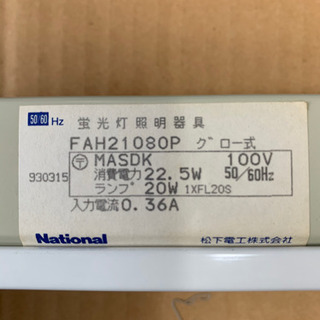 50/60 Hz 蛍光灯照明器具
FAH21080P グロー式
〒 MASDK 100V
消費電力 22.5W 50/60Hz
930315 ランプ 20W 1XFL20S
入力電流 0.36A
National 松下電工株式会社